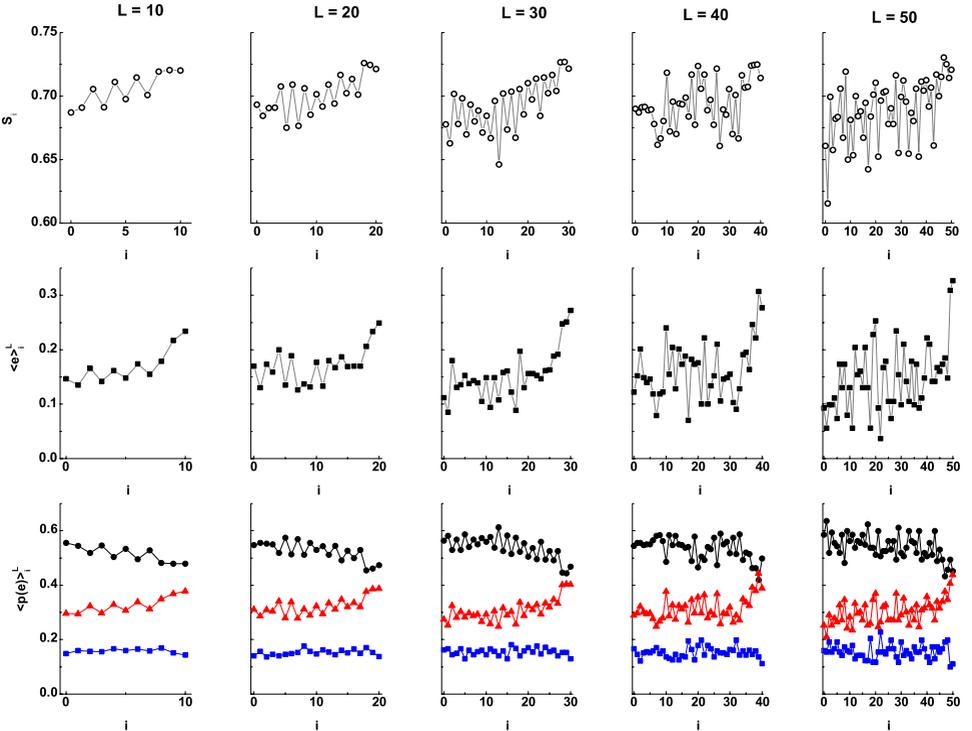 L = 10 L = 20 L = 30 L = 40 L = 50
0.75
0.70
0.65
0.60
S i
0 5 10 0 10 20 0 10 20 30 0 10 20 30 40 0 10 20 30 40 50
i i i i i
0.3
0.2
0.1
0.0
<e>iL
0 10 0 10 20 0 10 20 30 0 10 20 30 40 0 10 20 30 40 50
i i i i i
0.6
0.4
0.2
0.0
<p(e)>iL
0 10 0 10 20 0 10 20 30 0 10 20 30 40 0 10 20 30 40 50
i i i i i